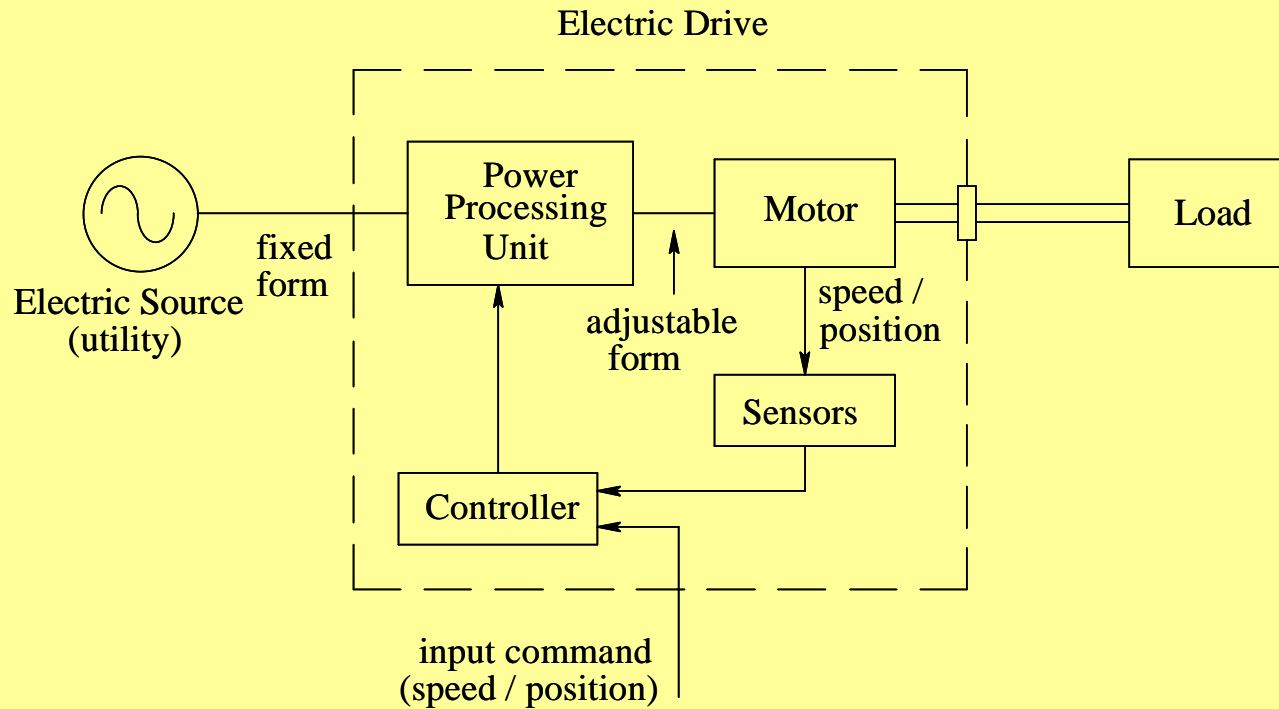 Electric Drive
Power
Processing
Unit
Motor
Load
fixed
form
Electric Source
(utility)
adjustable
form
speed /
position
Sensors
Controller
input command
(speed / position)